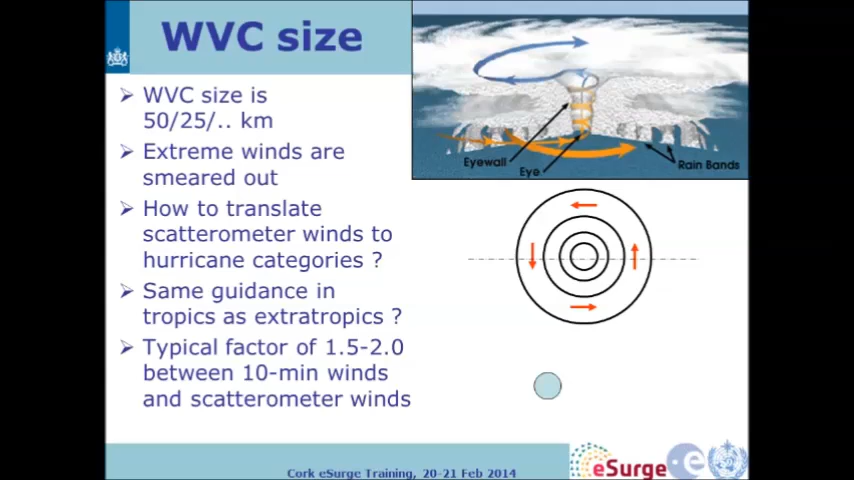 WVC size
WVC size is
50/25/.. km
Extreme winds are
smeared out
How to translate
scatterometer winds to
hurricane categories ?
Same guidance in
tropics as extratropics ?
Typical factor of 1.5-2.0
between 10-min winds
and scatterometer winds
Eyewall
Eye
Rain Bands
Cork eSurge Training, 20-21 Feb 2014
eSurge